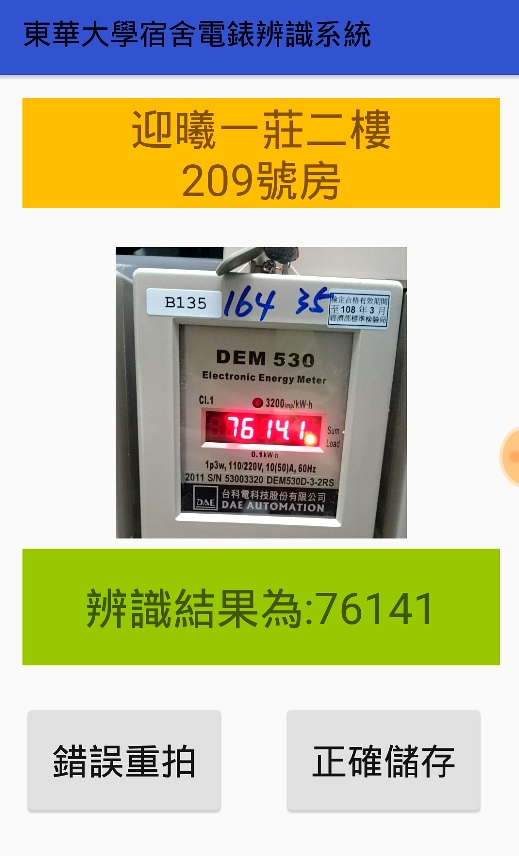 東華大學宿舍電錶辨識系統
迎曦一莊二樓
209號房
B135 164 35
檢定合格有效期間
至108年3月
經濟部標準檢驗局
DEM 530
Electronic Energy Meter
Cl.1 3200imp/kW·h
7614.1 Sum
Load
0.1kW·h
1p3w, 110/220V, 10(50)A, 60Hz
2011 S/N 53003320 DEM530D-3-2RS
DAE 台科電科技股份有限公司
DAE AUTOMATION
辨識結果為:76141
錯誤重拍 正確儲存